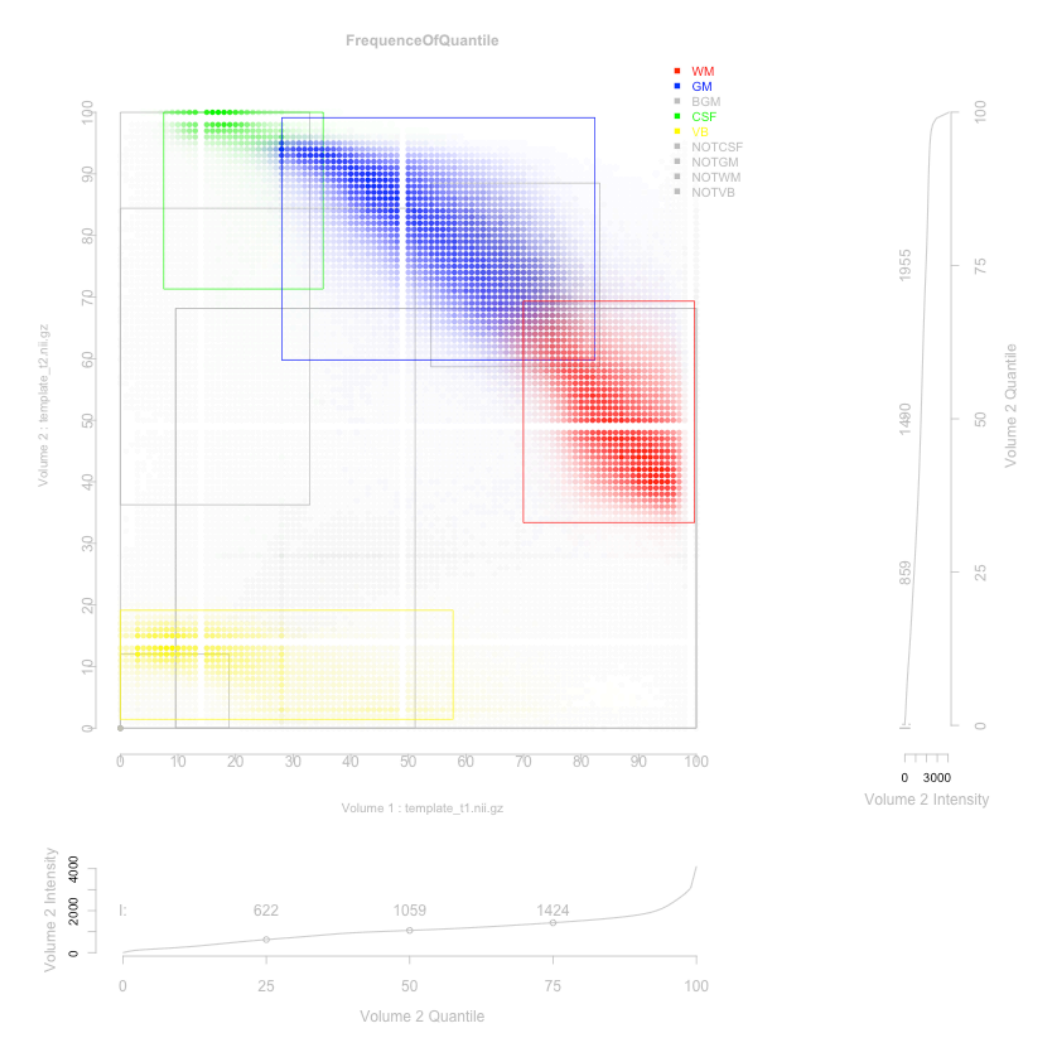 FrequenceOfQuantile
WM
GM
BGM
CSF
VB
NOTCSF
NOTGM
NOTWM
NOTVB
100
90
80
70
60
50
40
30
20
10
0
Volume 2 : template_t2.nii.gz
0 10 20 30 40 50 60 70 80 90 100
Volume 1 : template_t1.nii.gz
1955
1490
859
I:
100
75
50
25
0
Volume 2 Quantile
0 3000
Volume 2 Intensity
Volume 2 Intensity
4000
2000
0
I: 622 1059 1424
0 25 50 75 100
Volume 2 Quantile